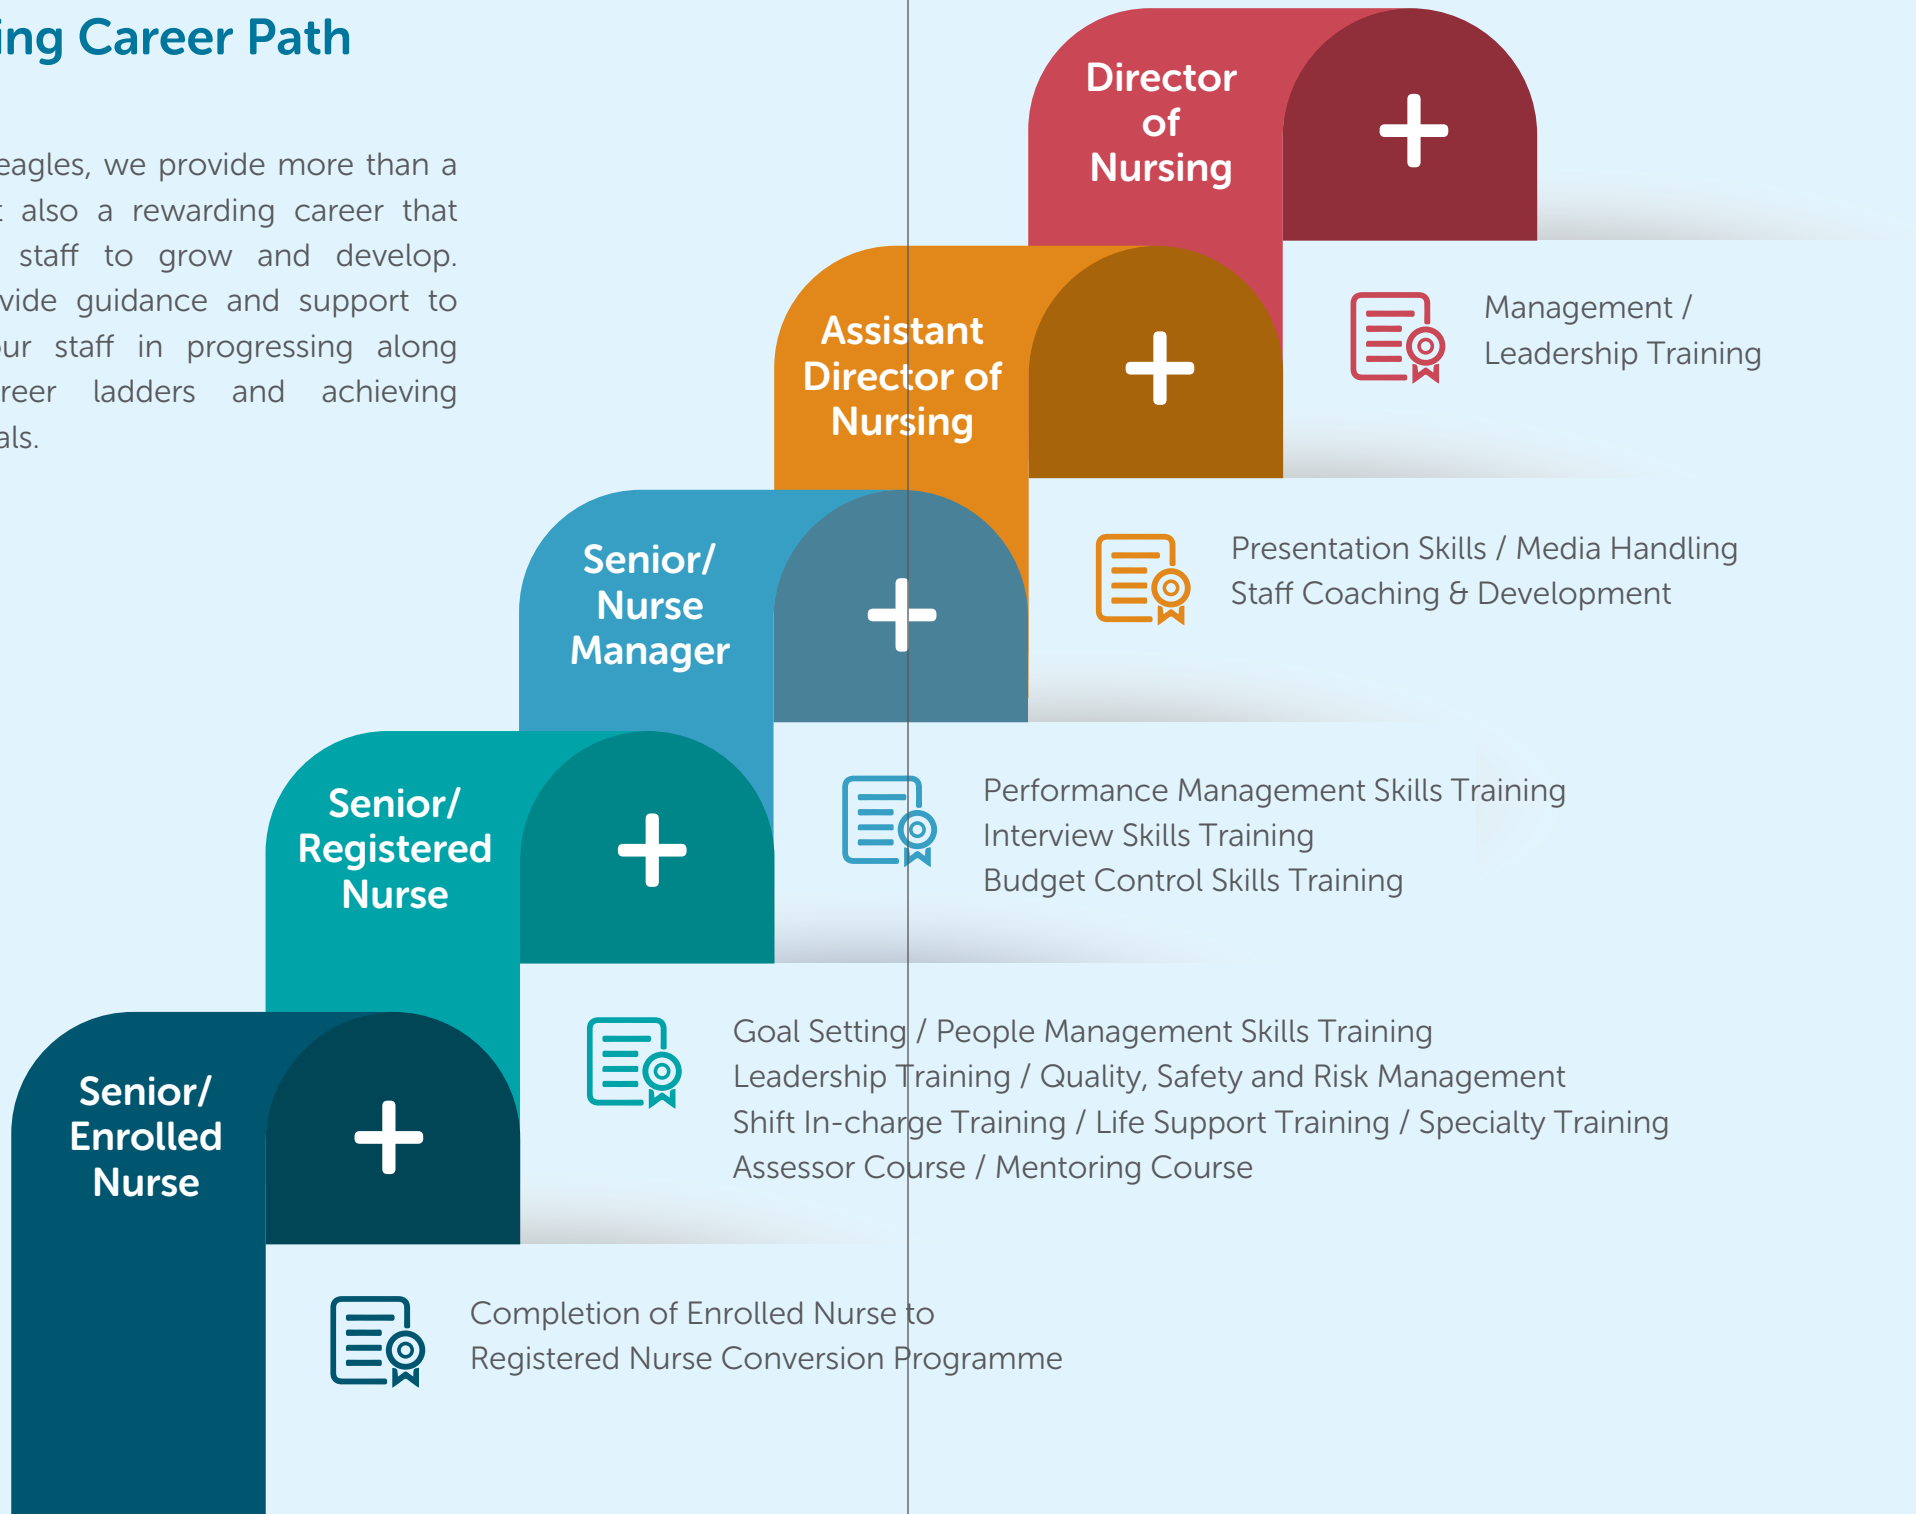 ing Career Path
eagles, we provide more than a
also a rewarding career that
staff to grow and develop.
vide guidance and support to
our staff in progressing along
reer ladders and achieving
als.
Director
of
Nursing
Management /
Leadership Training
Assistant
Director of
Nursing
Presentation Skills / Media Handling
Staff Coaching & Development
Senior/
Nurse
Manager
Performance Management Skills Training
Interview Skills Training
Budget Control Skills Training
Senior/
Registered
Nurse
Goal Setting / People Management Skills Training
Leadership Training / Quality, Safety and Risk Management
Shift In-charge Training / Life Support Training / Specialty Training
Assessor Course / Mentoring Course
Senior/
Enrolled
Nurse
Completion of Enrolled Nurse to
Registered Nurse Conversion Programme